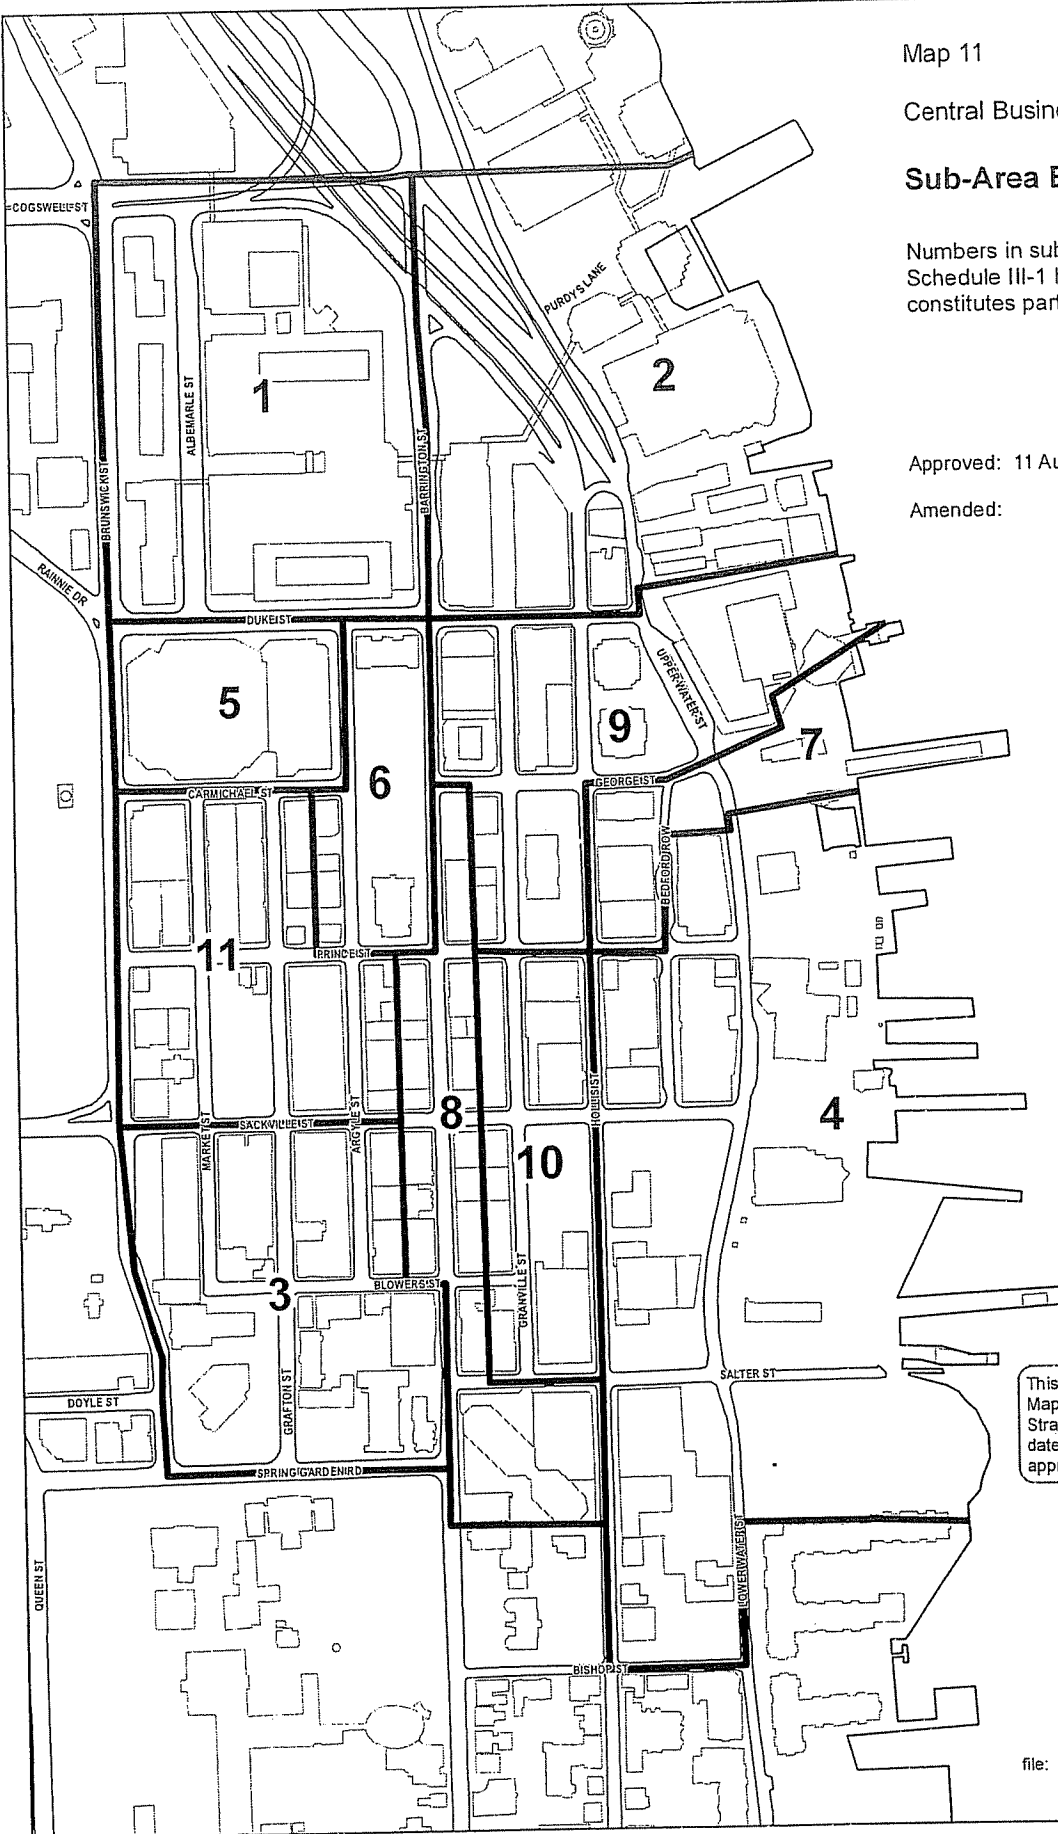 Map 11
Central Busine
Sub-Area B
Numbers in sub
Schedule III-1
constitutes part
Approved: 11 Au
Amended:
COGSWELL ST
PURDY'S LANE
1
2
ALBEMARLE ST
BARRINGTON ST
BRUNSWICK ST
RAINNIE DR
DUKE ST
UPPER WATER ST
5
9
7
6
GEORGE ST
CARMICHAEL ST
BEDFORD ROW
11
PRINCE ST
HOLLIS ST
8
4
MARKET ST
SACKVILLE ST
ARGYLE ST
10
3
BLOWERS ST
GRANVILLE ST
SALTER ST
DOYLE ST
GRAFTON ST
This
Map
Stra
date
appr
SPRING GARDEN RD
LOWER WATER ST
QUEEN ST
BISHOP ST
file: